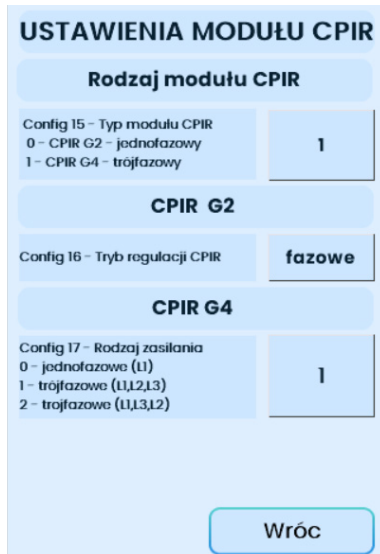 USTAWIENIA MODUŁU CPIR
Rodzaj modułu CPIR
Config 15 - Typ modulu CPIR
0 - CPIR G2 - jednofazowy
1 - CPIR G4 - trójfazowy
1
CPIR G2
Config 16 - Tryb regulacji CPIR
fazowe
CPIR G4
Config 17 - Rodzaj zasilania
0 - jednofazowe (L1)
1 - trójfazowe (L1,L2,L3)
2 - trojfazowe (L1,L3,L2)
1
Wróc